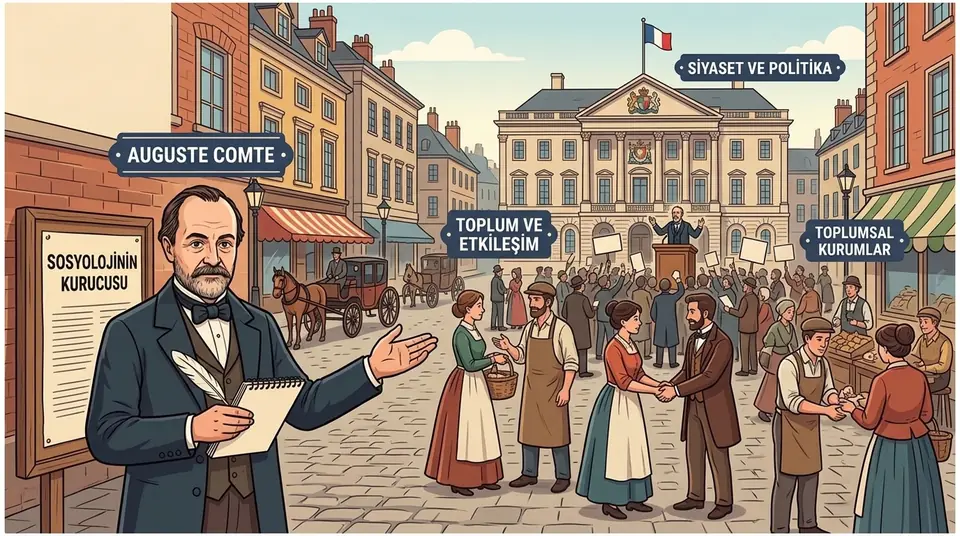 SİYASET VE POLİTİKA
AUGUSTE COMTE
TOPLUM VE
ETKİLEŞİM
TOPLUMSAL
KURUMLAR
SOSYOLOJİNİN
KURUCUSU